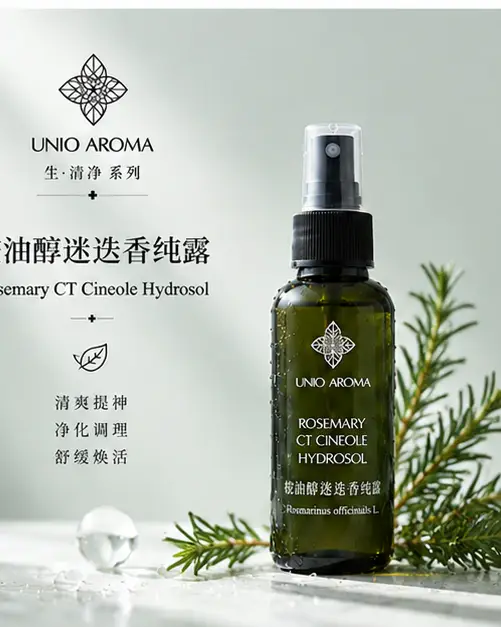 UNIO AROMA
生·清净 系列
油醇迷迭香纯露
semary CT Cineole Hydrosol
清爽提神
净化调理
舒缓焕活
UNIO AROMA
ROSEMARY
CT CINEOLE
HYDROSOL
桉油醇迷迭香纯露
Rosmarinus officinalis L.